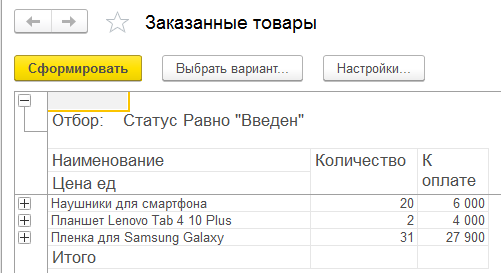 Заказанные товары
Сформировать Выбрать вариант... Настройки...
Отбор: Статус Равно "Введен"
Наименование Количество К оплате
Цена ед
Наушники для смартфона 20 6 000
Планшет Lenovo Tab 4 10 Plus 2 4 000
Пленка для Samsung Galaxy 31 27 900
Итого